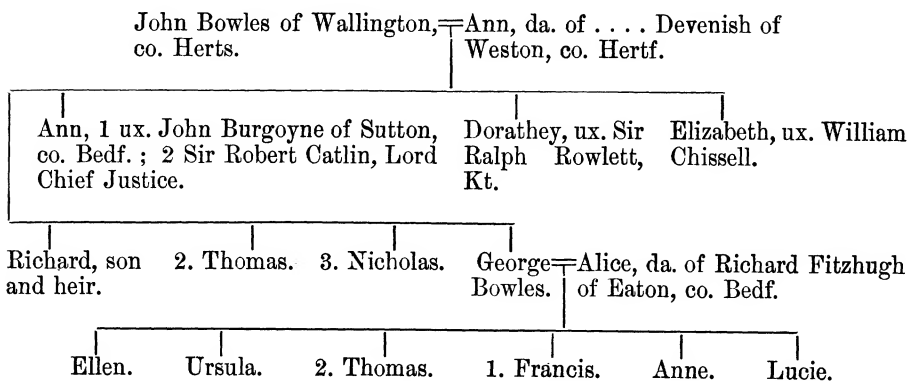 John Bowles of Wallington,═Ann, da. of . . . . Devenish of
co. Herts. Weston, co. Hertf.
Ann, 1 ux. John Burgoyne of Sutton,
co. Bedf. ; 2 Sir Robert Catlin, Lord
Chief Justice.
Dorathey, ux. Sir
Ralph Rowlett,
Kt.
Elizabeth, ux. William
Chissell.
Richard, son
and heir.
2. Thomas.
3. Nicholas.
George═Alice, da. of Richard Fitzhugh
Bowles. of Eaton, co. Bedf.
Ellen.
Ursula.
2. Thomas.
1. Francis.
Anne.
Lucie.